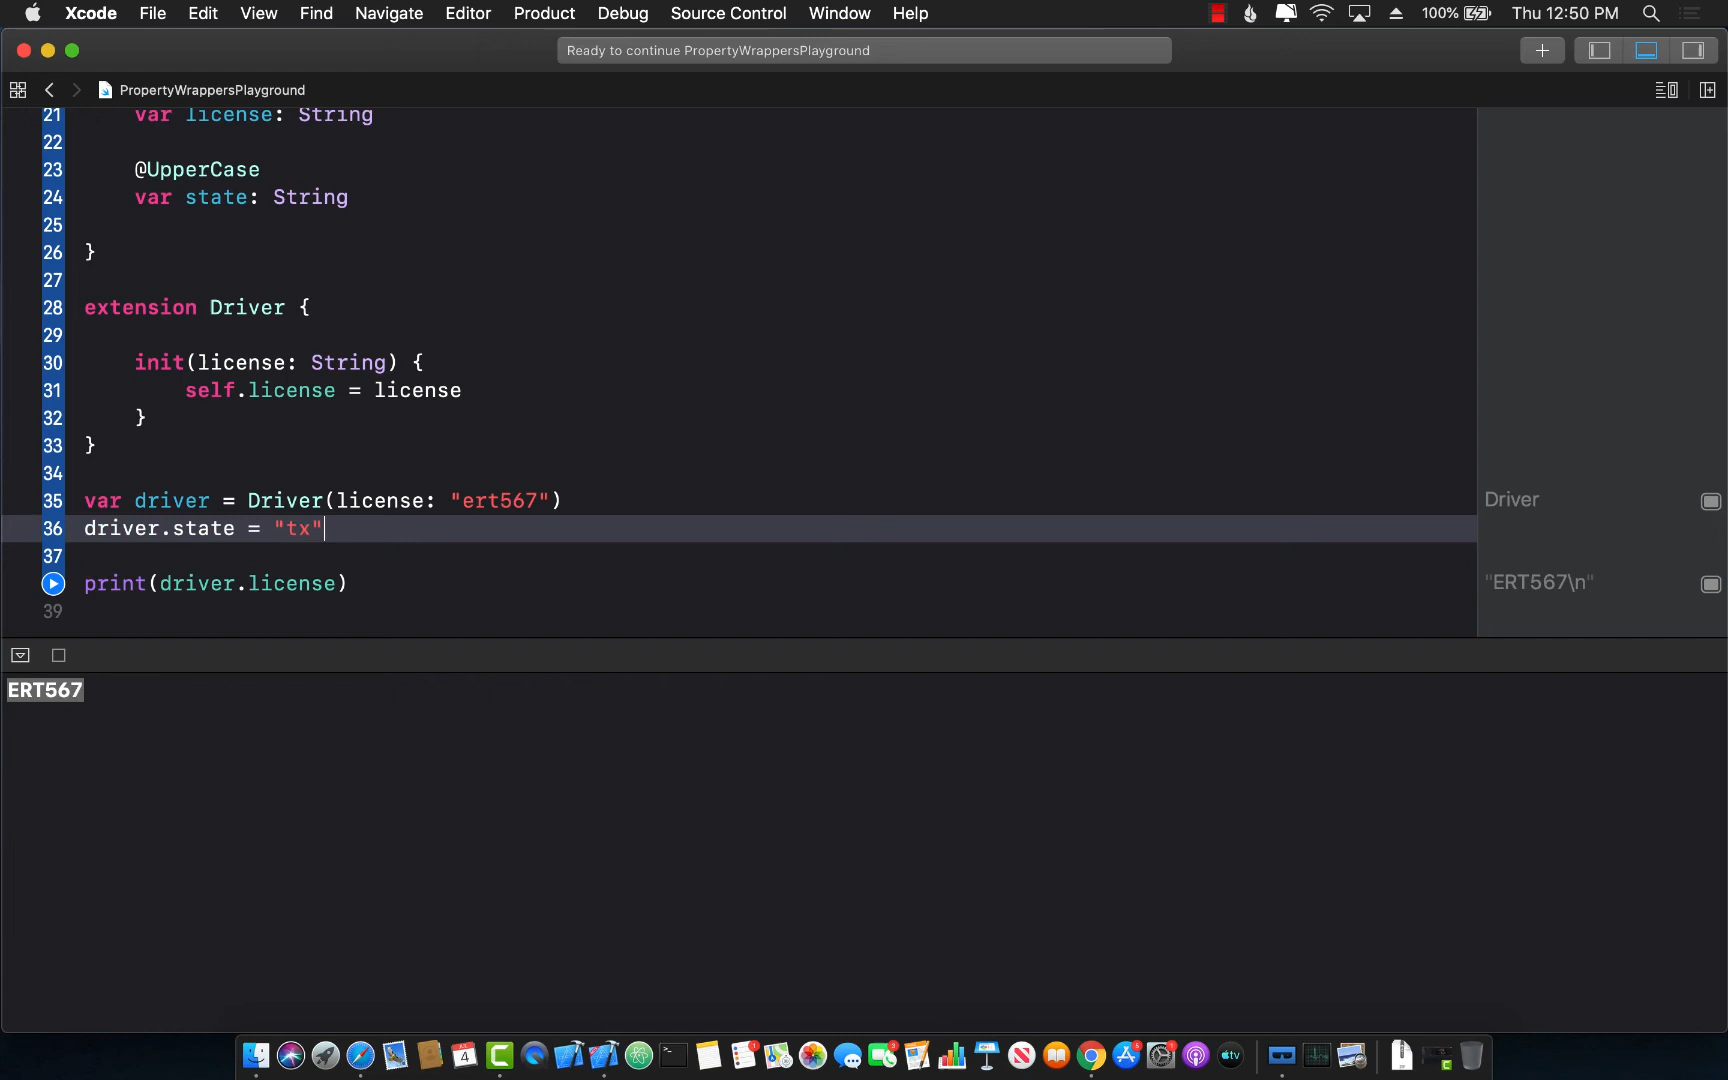 Xcode File Edit View Find Navigate Editor Product Debug Source Control Window Help 100% Thu 12:50 PM
Ready to continue PropertyWrappersPlayground
PropertyWrappersPlayground
21 var license: String
22
23 @UpperCase
24 var state: String
25
26 }
27
28 extension Driver {
29
30 init(license: String) {
31 self.license = license
32 }
33 }
34
35 var driver = Driver(license: "ert567") Driver
36 driver.state = "tx"
37
print(driver.license) "ERT567\n"
39
ERT567